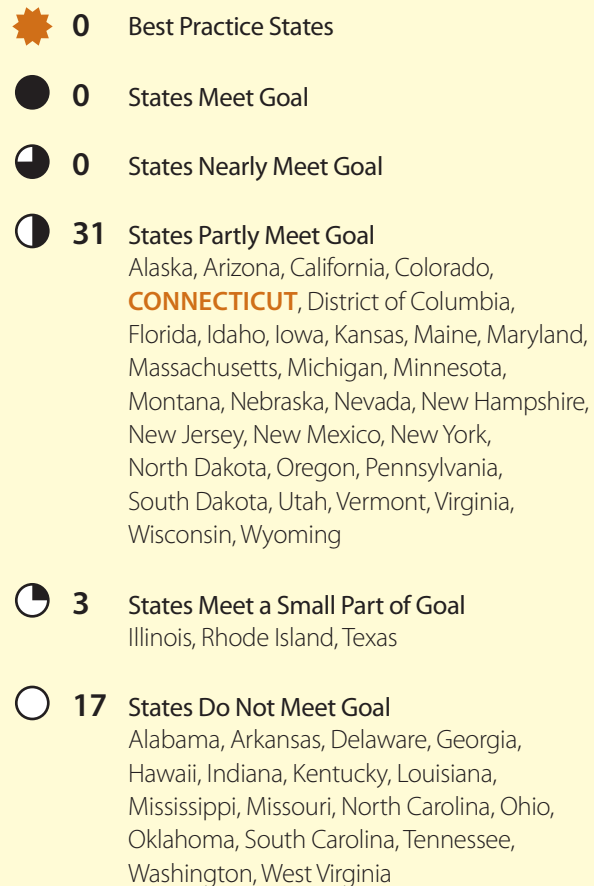 0 Best Practice States
0 States Meet Goal
0 States Nearly Meet Goal
31 States Partly Meet Goal
Alaska, Arizona, California, Colorado,
CONNECTICUT, District of Columbia,
Florida, Idaho, Iowa, Kansas, Maine, Maryland,
Massachusetts, Michigan, Minnesota,
Montana, Nebraska, Nevada, New Hampshire,
New Jersey, New Mexico, New York,
North Dakota, Oregon, Pennsylvania,
South Dakota, Utah, Vermont, Virginia,
Wisconsin, Wyoming
3 States Meet a Small Part of Goal
Illinois, Rhode Island, Texas
17 States Do Not Meet Goal
Alabama, Arkansas, Delaware, Georgia,
Hawaii, Indiana, Kentucky, Louisiana,
Mississippi, Missouri, North Carolina, Ohio,
Oklahoma, South Carolina, Tennessee,
Washington, West Virginia